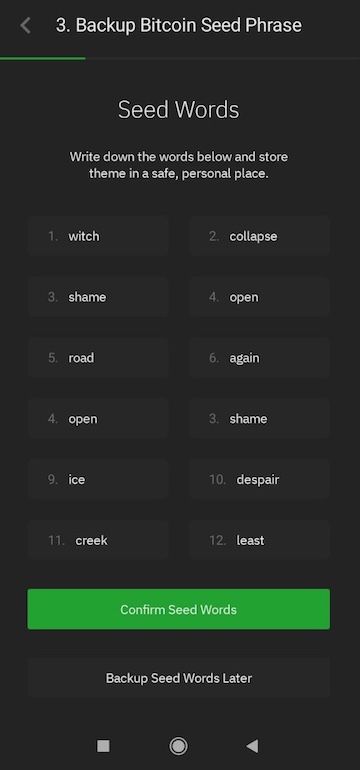 3. Backup Bitcoin Seed Phrase
Seed Words
Write down the words below and store
theme in a safe, personal place.
1. witch
2. collapse
3. shame
4. open
5. road
6. again
4. open
3. shame
9. ice
10. despair
11. creek
12. least
Confirm Seed Words
Backup Seed Words Later